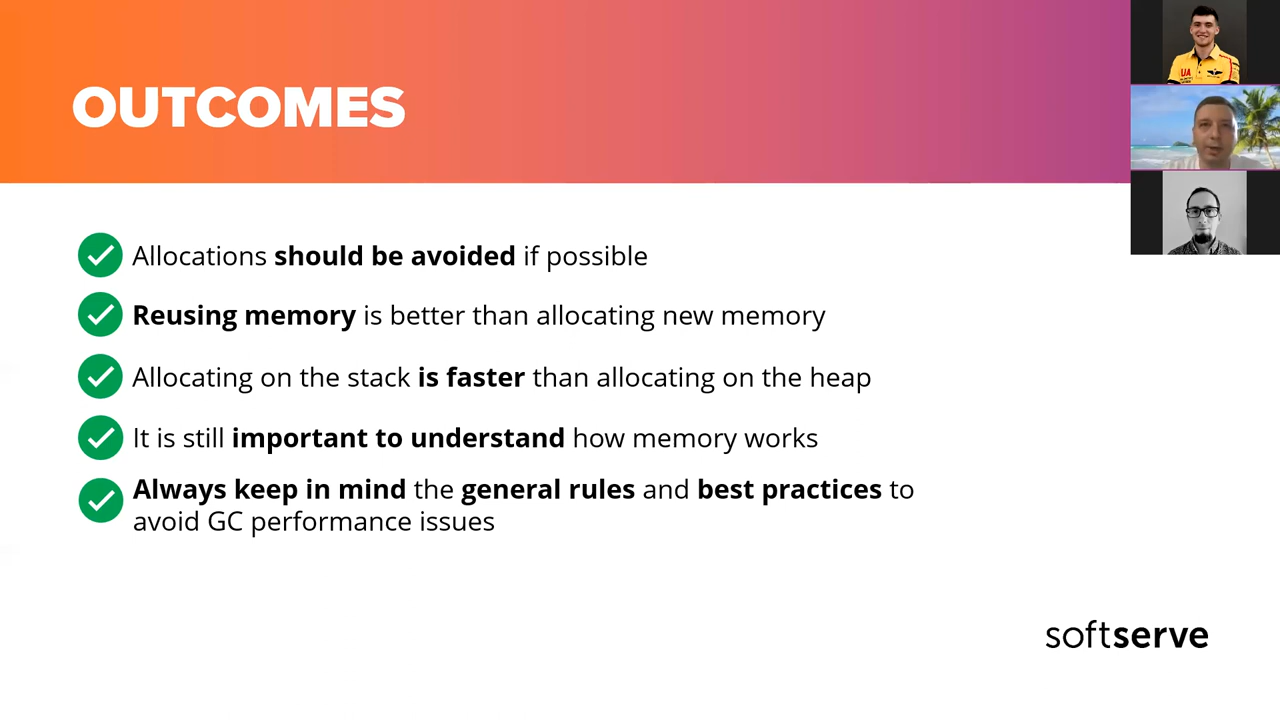 OUTCOMES
UA
Allocations should be avoided if possible
Reusing memory is better than allocating new memory
Allocating on the stack is faster than allocating on the heap
It is still important to understand how memory works
Always keep in mind the general rules and best practices to
avoid GC performance issues
softserve